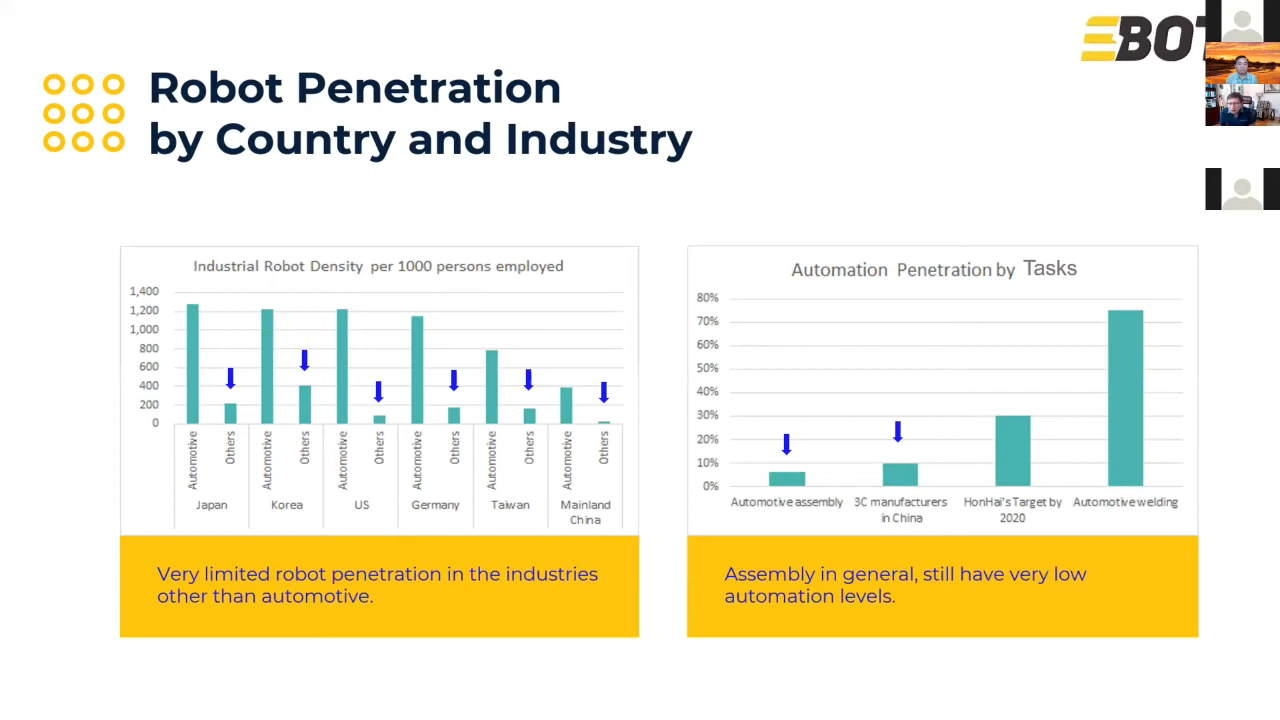 EBOT
Robot Penetration
by Country and Industry
Industrial Robot Density per 1000 persons employed
1,400
1,200
1,000
800
600
400
200
0
Automotive
Others
Automotive
Others
Automotive
Others
Automotive
Others
Automotive
Others
Automotive
Others
Japan
Korea
US
Germany
Taiwan
Mainland
China
Very limited robot penetration in the industries
other than automotive.
Automation Penetration by Tasks
80%
70%
60%
50%
40%
30%
20%
10%
0%
Automotive assembly
3C manufacturers
in China
HonHai's Target by
2020
Automotive welding
Assembly in general, still have very low
automation levels.